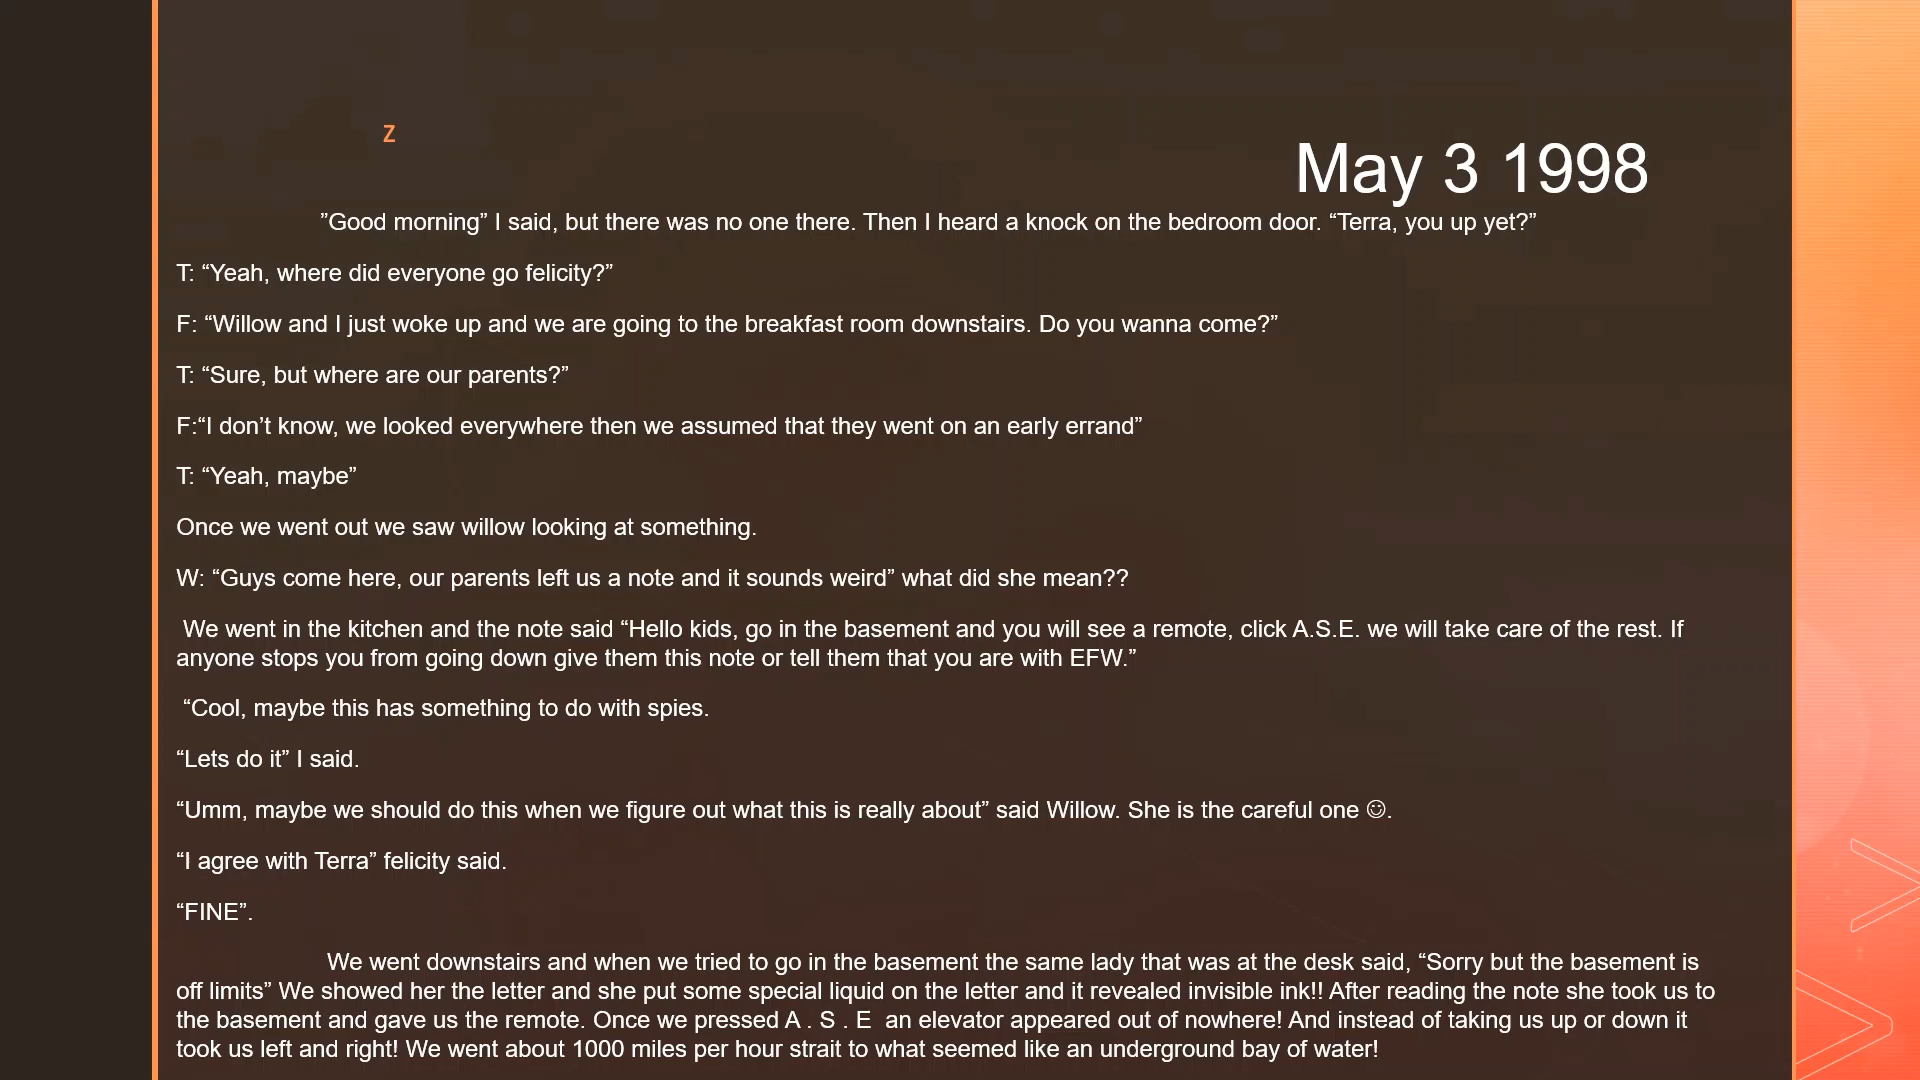 z
May 3 1998
”Good morning” I said, but there was no one there. Then I heard a knock on the bedroom door. “Terra, you up yet?”
T: “Yeah, where did everyone go felicity?”
F: “Willow and I just woke up and we are going to the breakfast room downstairs. Do you wanna come?”
T: “Sure, but where are our parents?”
F:“I don’t know, we looked everywhere then we assumed that they went on an early errand”
T: “Yeah, maybe”
Once we went out we saw willow looking at something.
W: “Guys come here, our parents left us a note and it sounds weird” what did she mean??
We went in the kitchen and the note said “Hello kids, go in the basement and you will see a remote, click A.S.E. we will take care of the rest. If
anyone stops you from going down give them this note or tell them that you are with EFW.”
“Cool, maybe this has something to do with spies.
“Lets do it” I said.
“Umm, maybe we should do this when we figure out what this is really about” said Willow. She is the careful one ☺.
“I agree with Terra” felicity said.
“FINE”.
We went downstairs and when we tried to go in the basement the same lady that was at the desk said, “Sorry but the basement is
off limits” We showed her the letter and she put some special liquid on the letter and it revealed invisible ink!! After reading the note she took us to
the basement and gave us the remote. Once we pressed A . S . E  an elevator appeared out of nowhere! And instead of taking us up or down it
took us left and right! We went about 1000 miles per hour strait to what seemed like an underground bay of water!